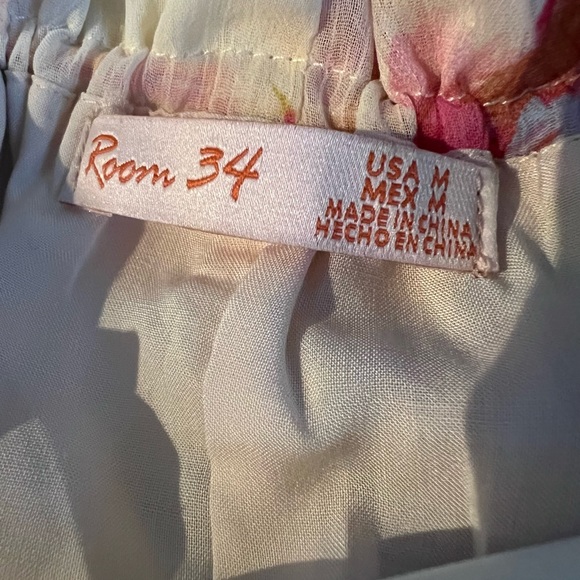 Room 34
USA M
MEX M
MADE IN CHINA
HECHO EN CHINA